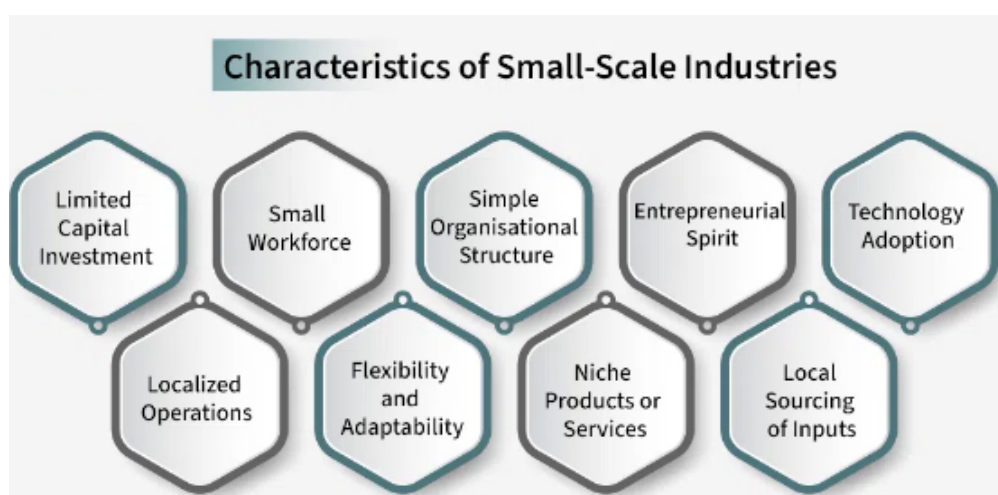 Characteristics of Small-Scale Industries
Limited
Capital
Investment
Small
Workforce
Simple
Organisational
Structure
Entrepreneurial
Spirit
Technology
Adoption
Localized
Operations
Flexibility
and
Adaptability
Niche
Products or
Services
Local
Sourcing
of Inputs